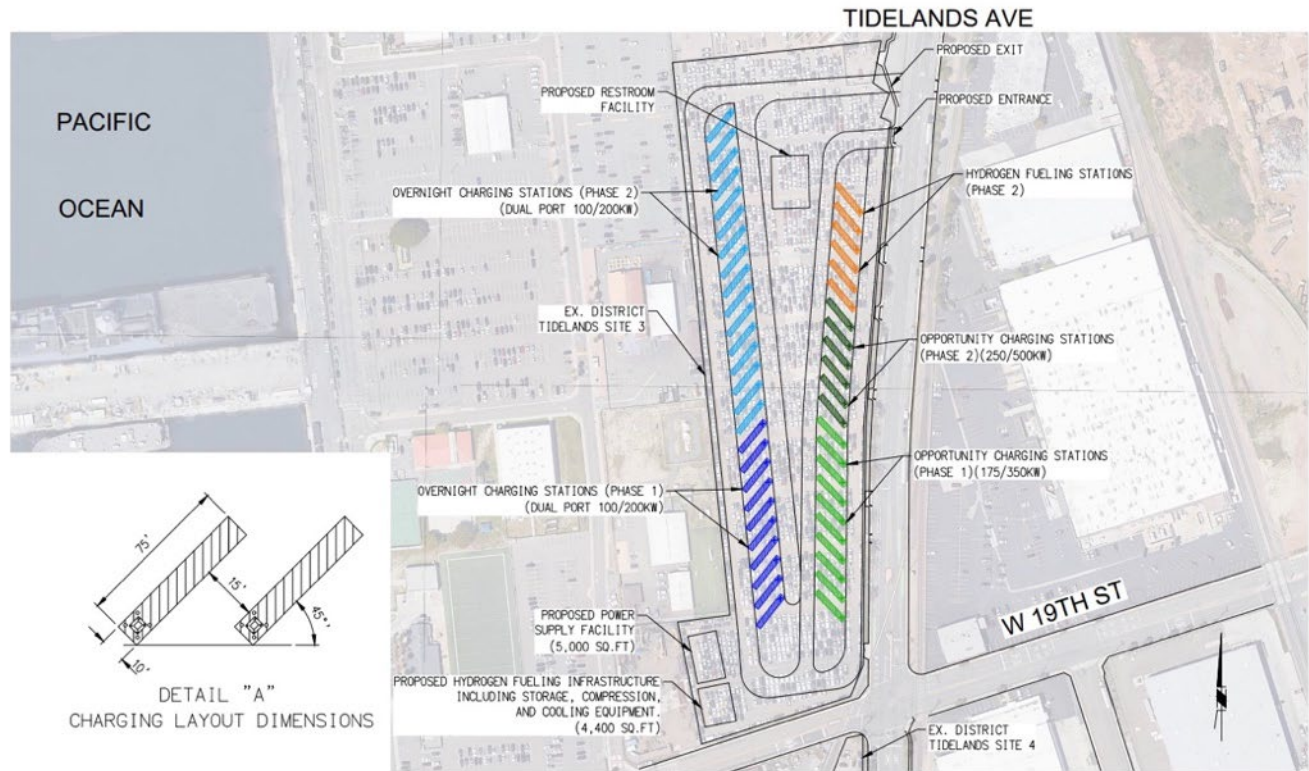 TIDELANDS AVE
PROPOSED EXIT
PROPOSED RESTROOM
FACILITY
PROPOSED ENTRANCE
PACIFIC
OCEAN
OVERNIGHT CHARGING STATIONS (PHASE 2)
(DUAL PORT 100/200KW)
HYDROGEN FUELING STATIONS
(PHASE 2)
EX. DISTRICT
TIDELANDS SITE 3
OPPORTUNITY CHARGING STATIONS
(PHASE 2)(250/500KW)
OPPORTUNITY CHARGING STATIONS
(PHASE 1)(175/350KW)
OVERNIGHT CHARGING STATIONS (PHASE 1)
(DUAL PORT 100/200KW)
W 19TH ST
PROPOSED POWER
SUPPLY FACILITY
(5,000 SQ.FT)
PROPOSED HYDROGEN FUELING INFRASTRUCTURE
INCLUDING STORAGE, COMPRESSION,
AND COOLING EQUIPMENT.
(4,400 SQ.FT)
EX. DISTRICT
TIDELANDS SITE 4
75'
15'
45°
10'
DETAIL "A"
CHARGING LAYOUT DIMENSIONS